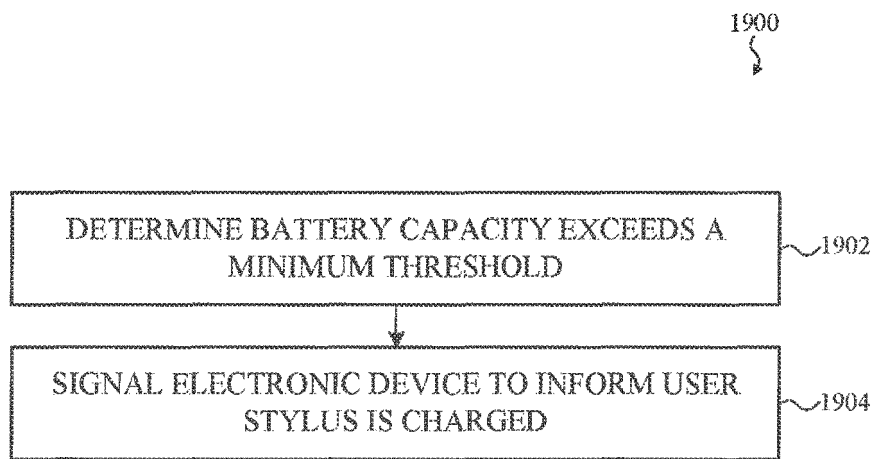 1900
DETERMINE BATTERY CAPACITY EXCEEDS A
MINIMUM THRESHOLD
1902
SIGNAL ELECTRONIC DEVICE TO INFORM USER
STYLUS IS CHARGED
1904